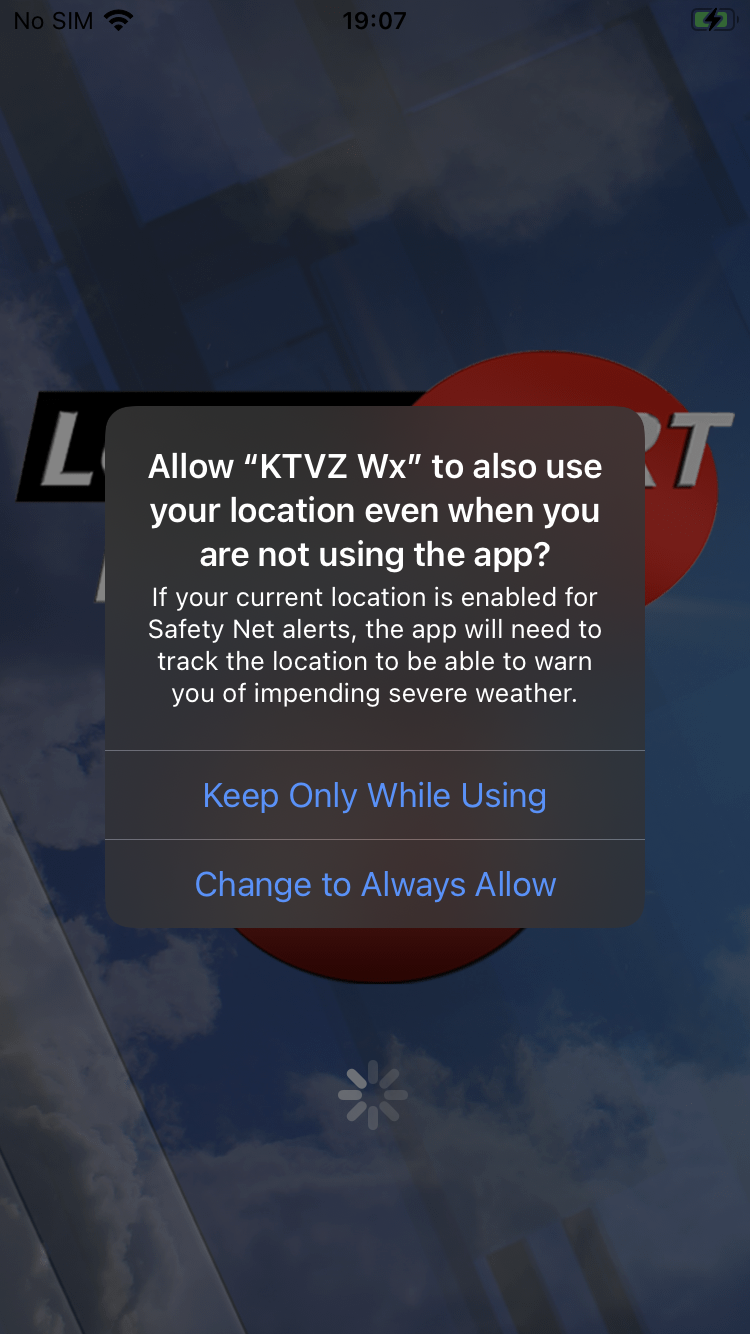 No SIM
19:07
Allow “KTVZ Wx” to also use
your location even when you
are not using the app?
If your current location is enabled for
Safety Net alerts, the app will need to
track the location to be able to warn
you of impending severe weather.
Keep Only While Using
Change to Always Allow